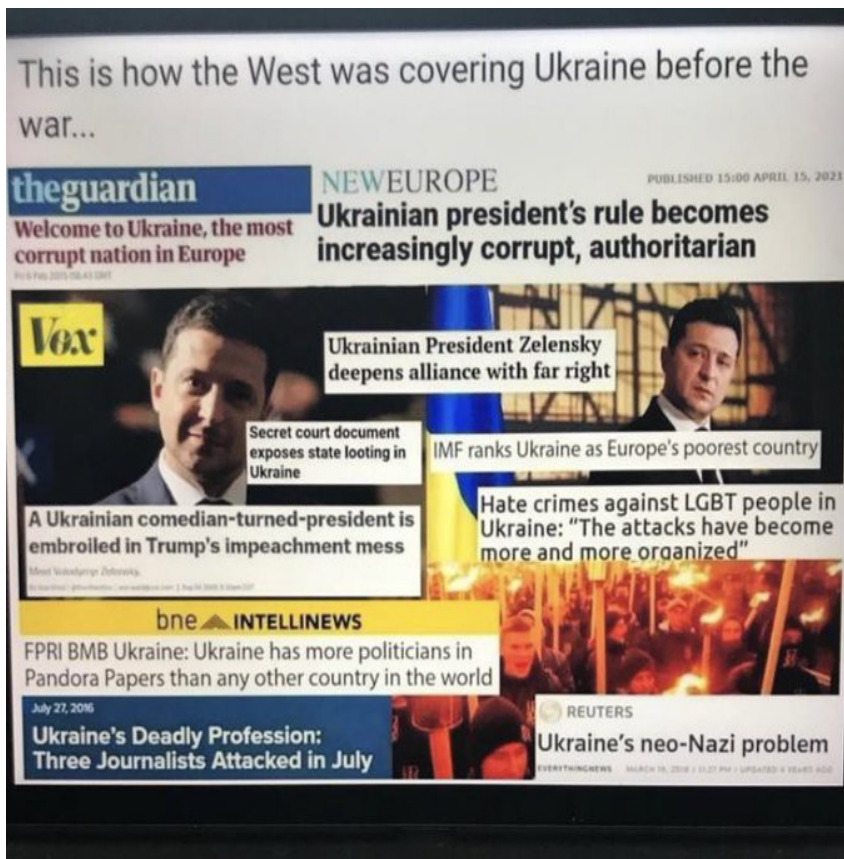 This is how the West was covering Ukraine before the
war...
theguardian
Welcome to Ukraine, the most
corrupt nation in Europe
NEWEUROPE
PUBLISHED 15:00 APRIL 15, 2021
Ukrainian president's rule becomes
increasingly corrupt, authoritarian
Vox
Ukrainian President Zelensky
deepens alliance with far right
Secret court document
exposes state looting in
Ukraine
IMF ranks Ukraine as Europe's poorest country
A Ukrainian comedian-turned-president is
embroiled in Trump's impeachment mess
Meet Volodymyr Zelensky.
Hate crimes against LGBT people in
Ukraine: "The attacks have become
more and more organized"
bne INTELLINEWS
FPRI BMB Ukraine: Ukraine has more politicians in
Pandora Papers than any other country in the world
July 27, 2016
Ukraine's Deadly Profession:
Three Journalists Attacked in July
REUTERS
Ukraine's neo-Nazi problem
EVERYTHINGNEWS